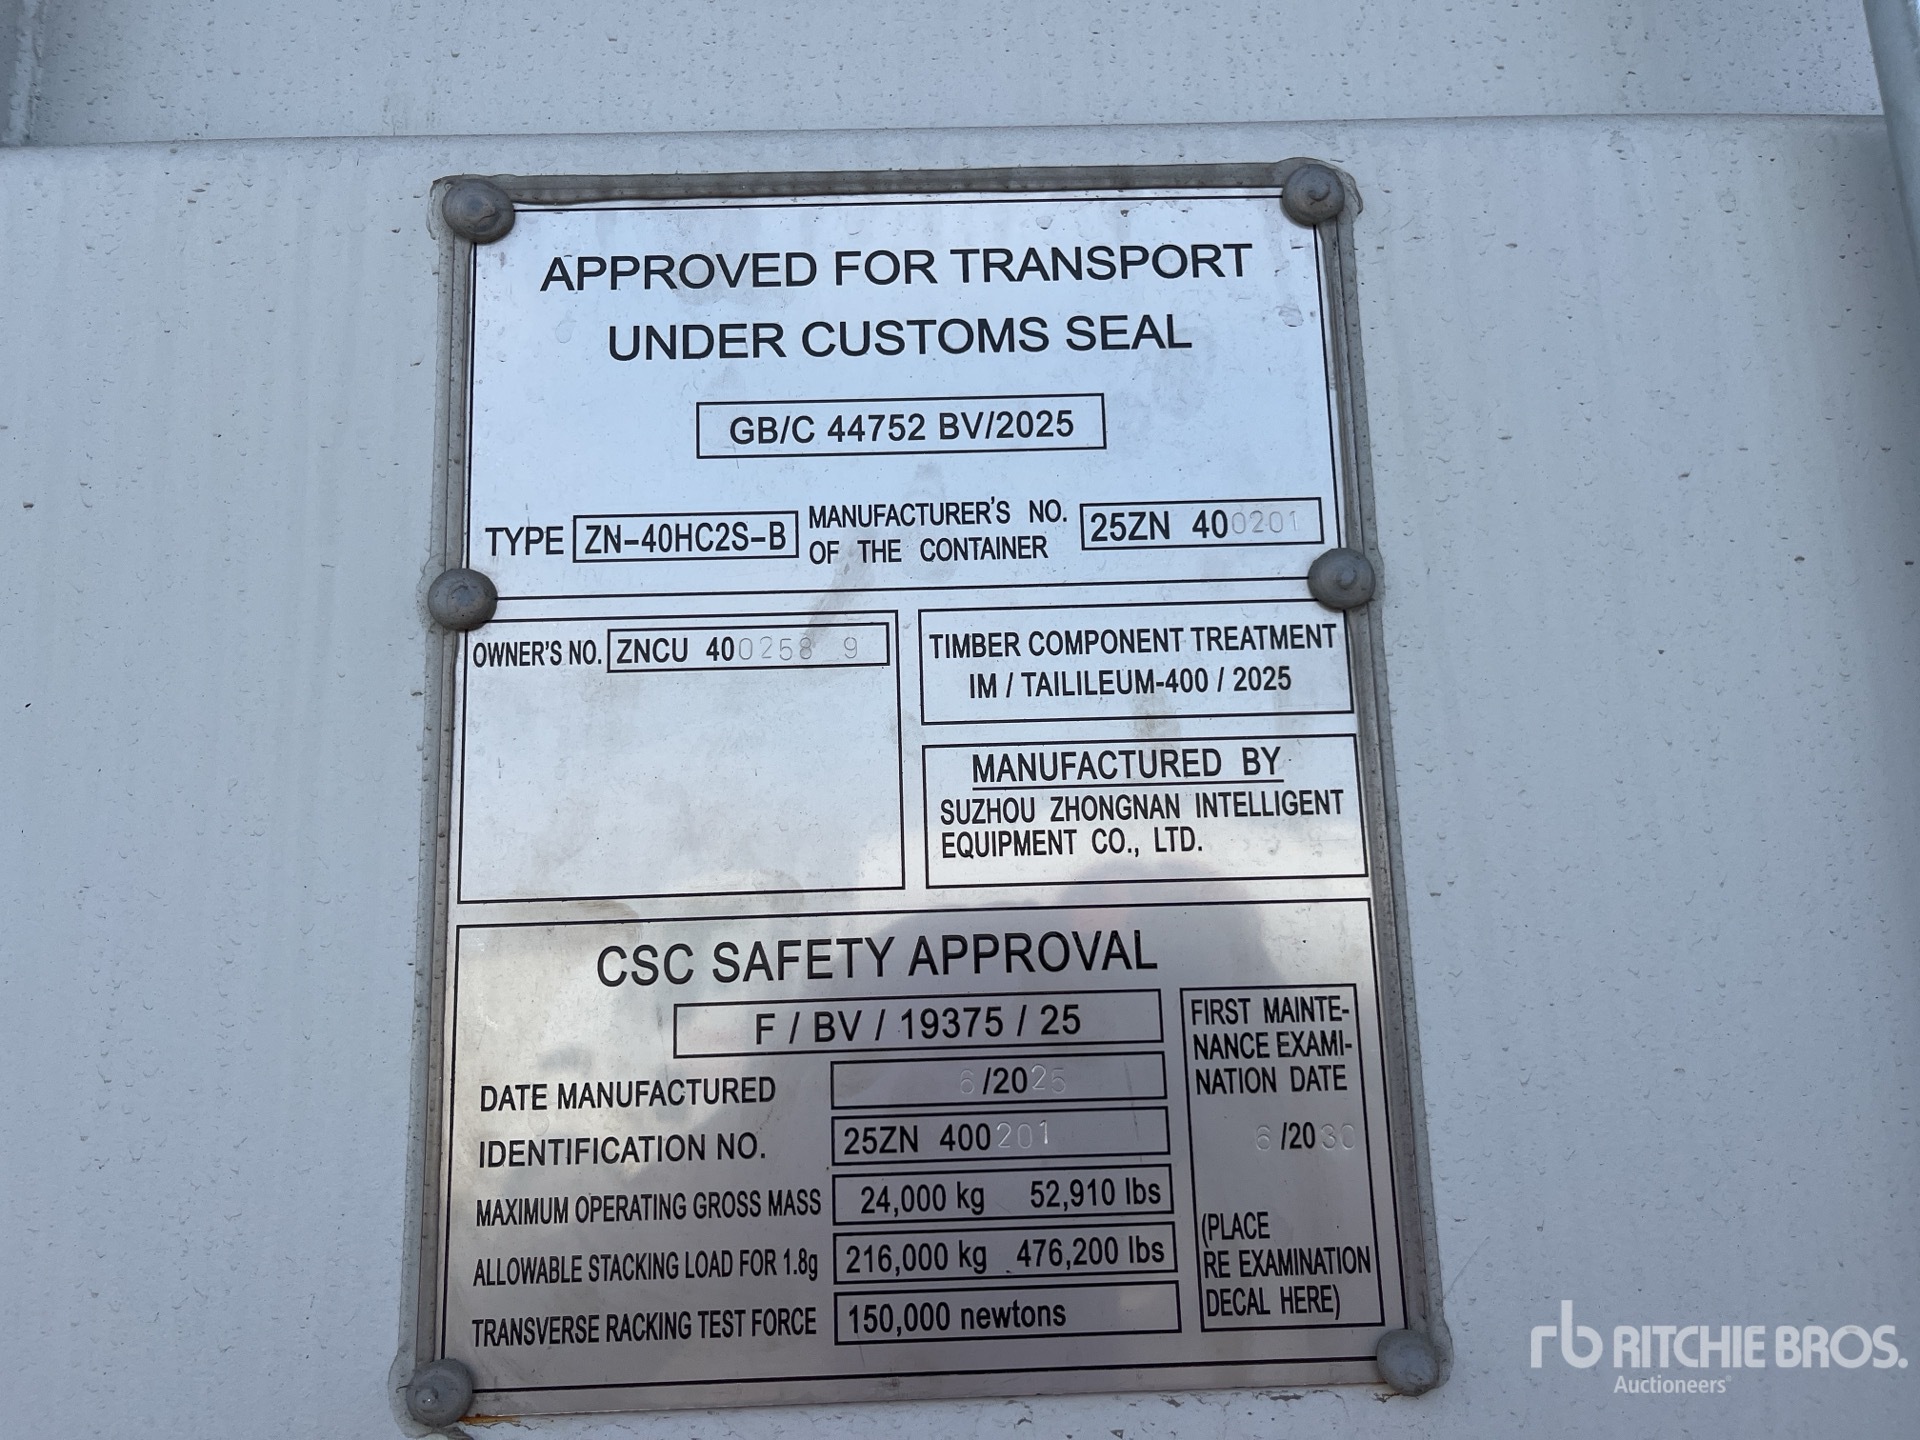 APPROVED FOR TRANSPORT
UNDER CUSTOMS SEAL
GB/C 44752 BV/2025
TYPE ZN-40HC2S-B MANUFACTURER'S NO. OF THE CONTAINER 25ZN 400201
OWNER'S NO. ZNCU 400258 9
TIMBER COMPONENT TREATMENT
IM / TAILILEUM-400 / 2025
MANUFACTURED BY
SUZHOU ZHONGNAN INTELLIGENT
EQUIPMENT CO., LTD.
CSC SAFETY APPROVAL
F / BV / 19375 / 25
DATE MANUFACTURED 6/2025
IDENTIFICATION NO. 25ZN 400201
MAXIMUM OPERATING GROSS MASS 24,000 kg 52,910 lbs
ALLOWABLE STACKING LOAD FOR 1.8g 216,000 kg 476,200 lbs
TRANSVERSE RACKING TEST FORCE 150,000 newtons
FIRST MAINTE-
NANCE EXAMI-
NATION DATE
6 /2030
(PLACE
RE EXAMINATION
DECAL HERE)
rb RITCHIE BROS.
Auctioneers